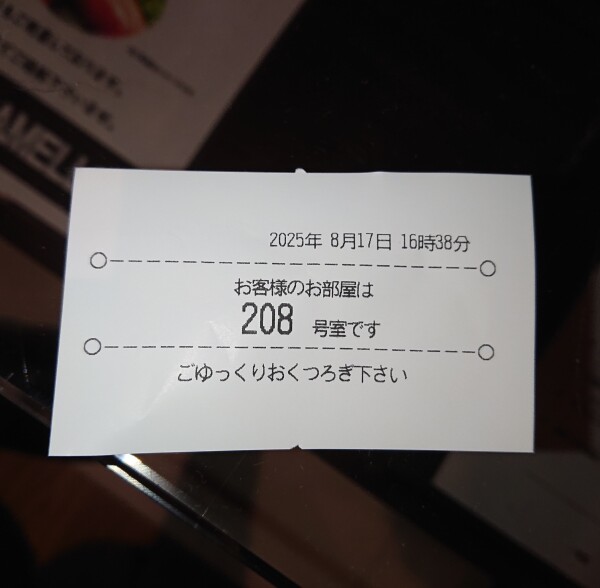 2025年 8月17日 16時38分
お客様のお部屋は
208 号室です
ごゆっくりおくつろぎ下さい